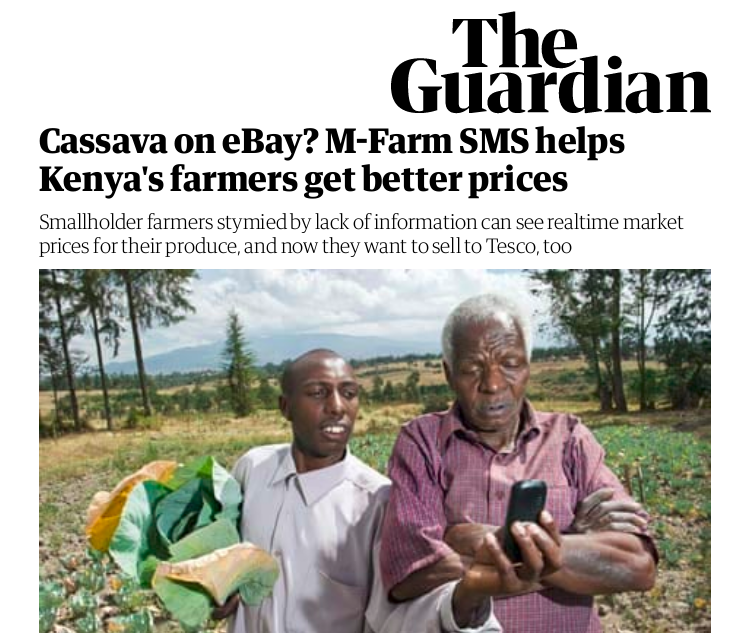 The
Guardian
Cassava on eBay? M-Farm SMS helps
Kenya's farmers get better prices
Smallholder farmers stymied by lack of information can see realtime market
prices for their produce, and now they want to sell to Tesco, too